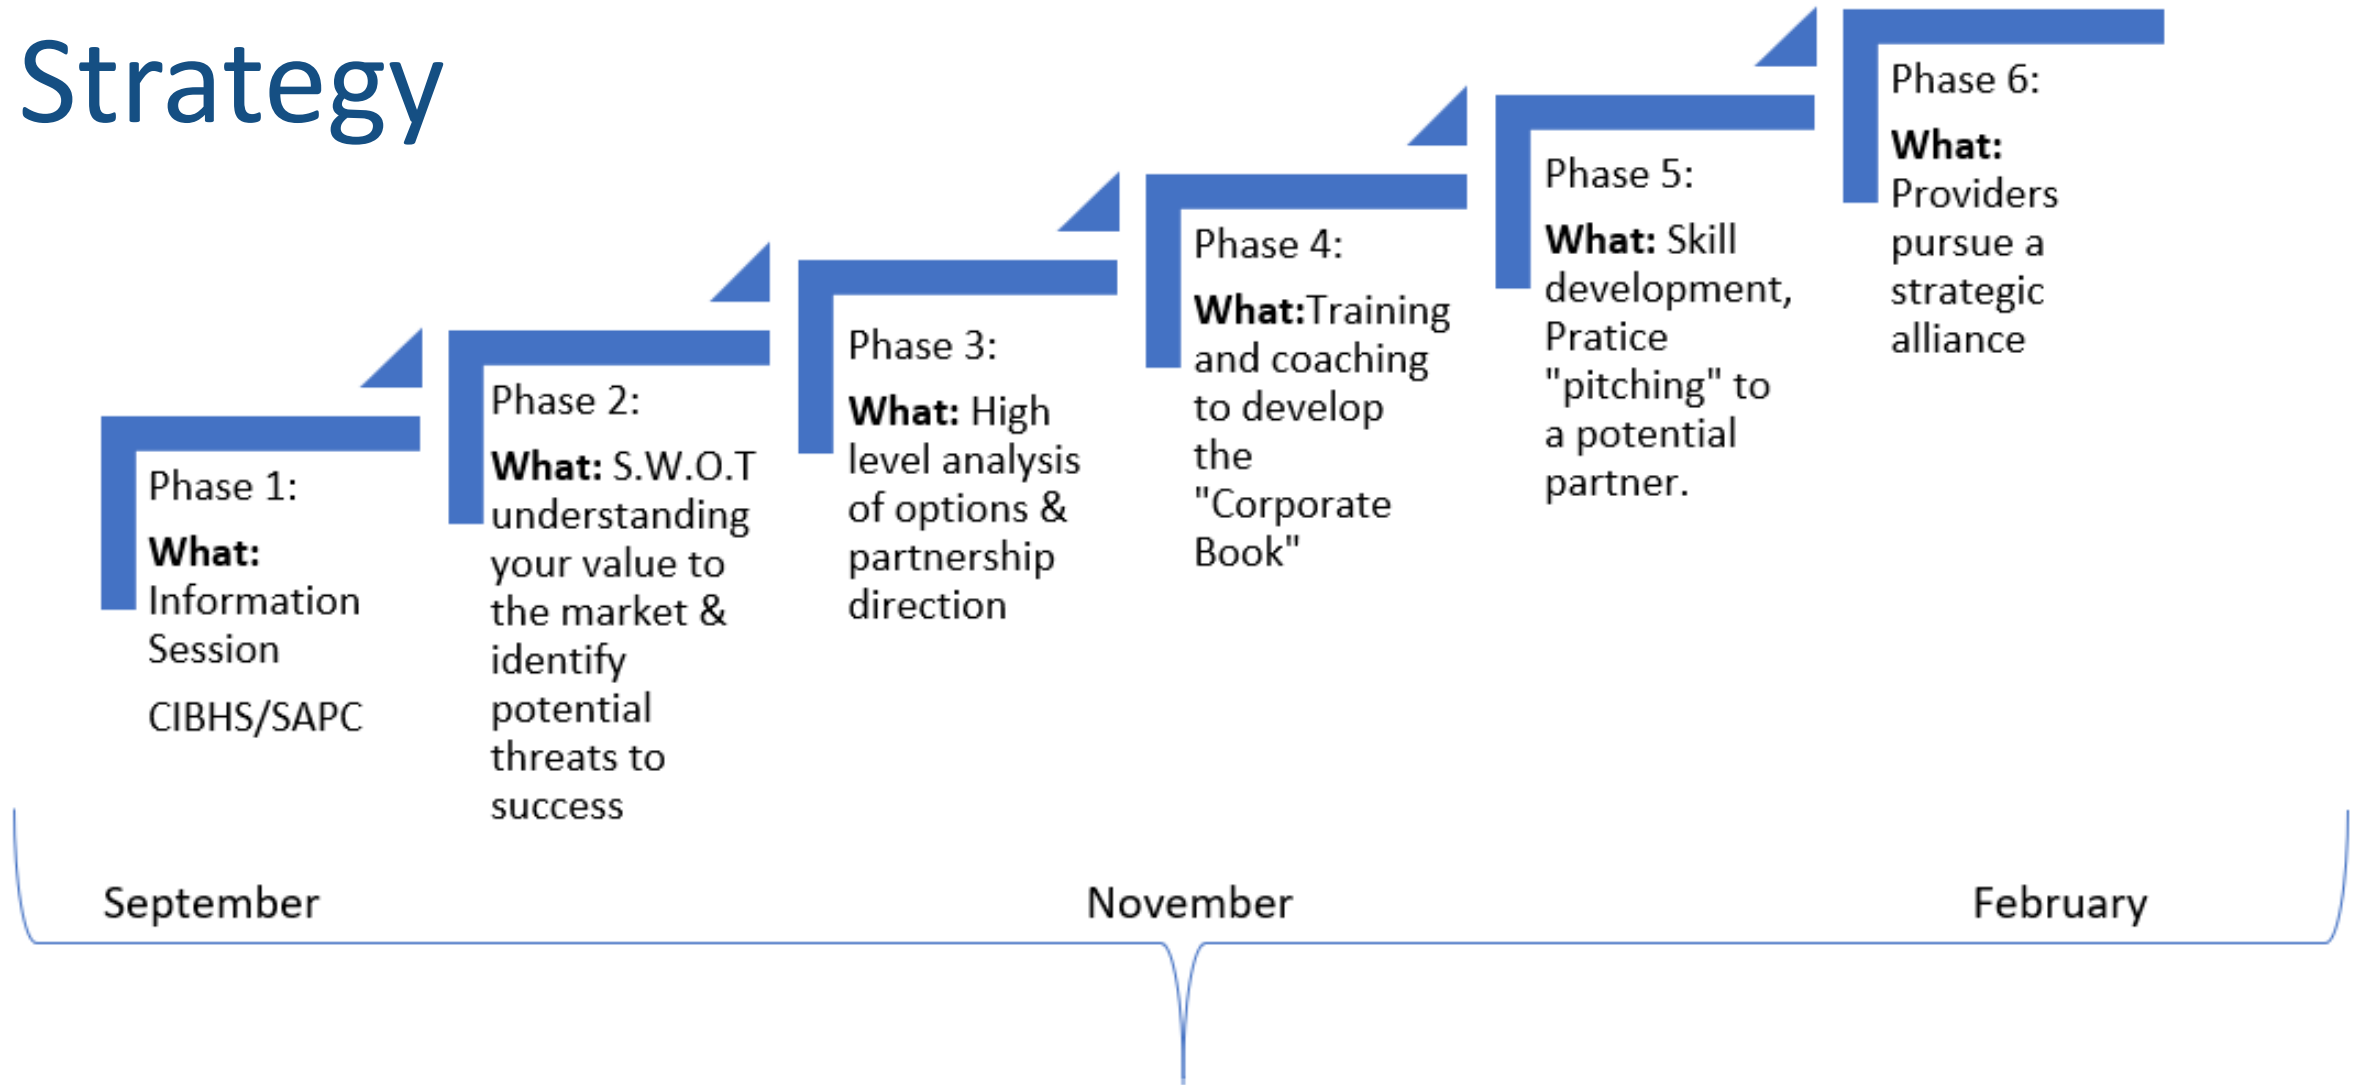 Strategy
Phase 1:
What:
Information
Session
CIBHS/SAPC
Phase 2:
What: S.W.O.T
understanding
your value to
the market &
identify
potential
threats to
success
Phase 3:
What: High
level analysis
of options &
partnership
direction
Phase 4:
What:Training
and coaching
to develop
the
"Corporate
Book"
Phase 5:
What: Skill
development,
Pratice
"pitching" to
a potential
partner.
Phase 6:
What:
Providers
pursue a
strategic
alliance
September
November
February